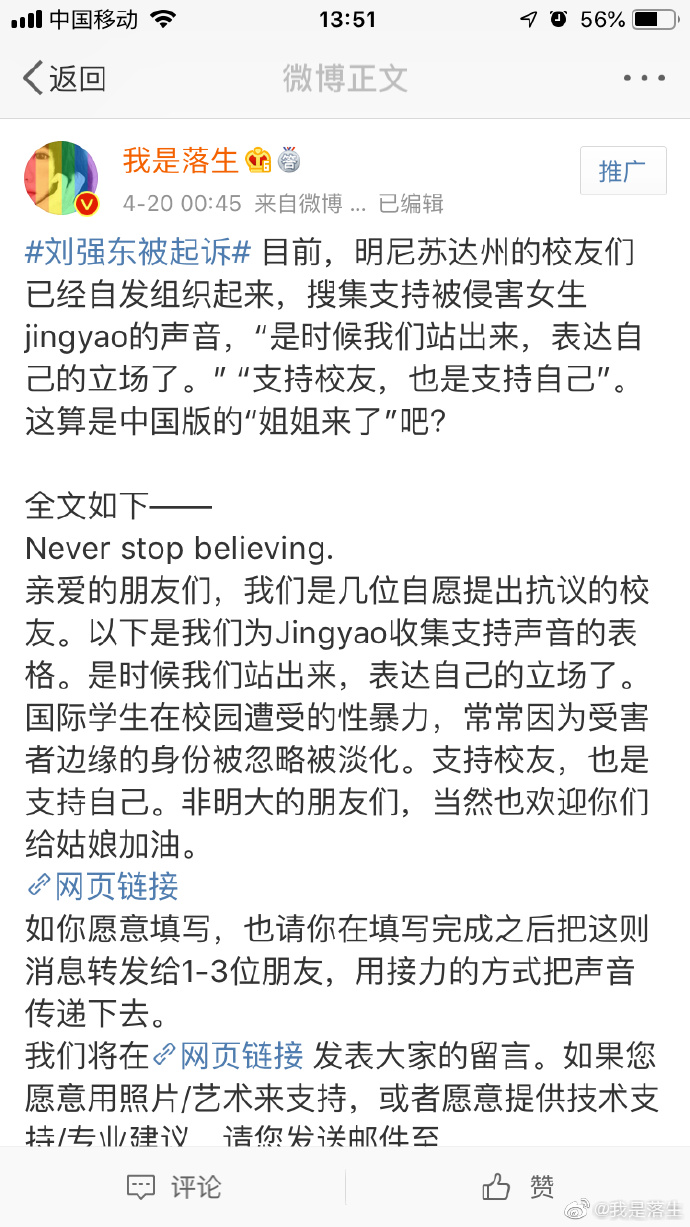 中国移动 13:51 56%
返回 微博正文
我是落生
推广
4-20 00:45 来自微博 ... 已编辑
#刘强东被起诉# 目前，明尼苏达州的校友们
已经自发组织起来，搜集支持被侵害女生
jingyao的声音，“是时候我们站出来，表达自
己的立场了。” “支持校友，也是支持自己”。
这算是中国版的“姐姐来了”吧？
全文如下——
Never stop believing.
亲爱的朋友们，我们是几位自愿提出抗议的校
友。以下是我们为Jingyao收集支持声音的表
格。是时候我们站出来，表达自己的立场了。
国际学生在校园遭受的性暴力，常常因为受害
者边缘的身份被忽略被淡化。支持校友，也是
支持自己。非明大的朋友们，当然也欢迎你们
给姑娘加油。
网页链接
如你愿意填写，也请你在填写完成之后把这则
消息转发给1-3位朋友，用接力的方式把声音
传递下去。
我们将在网页链接 发表大家的留言。如果您
愿意用照片/艺术来支持，或者愿意提供技术支
持/专业建议，请您发送邮件至
评论 赞
@我是落生